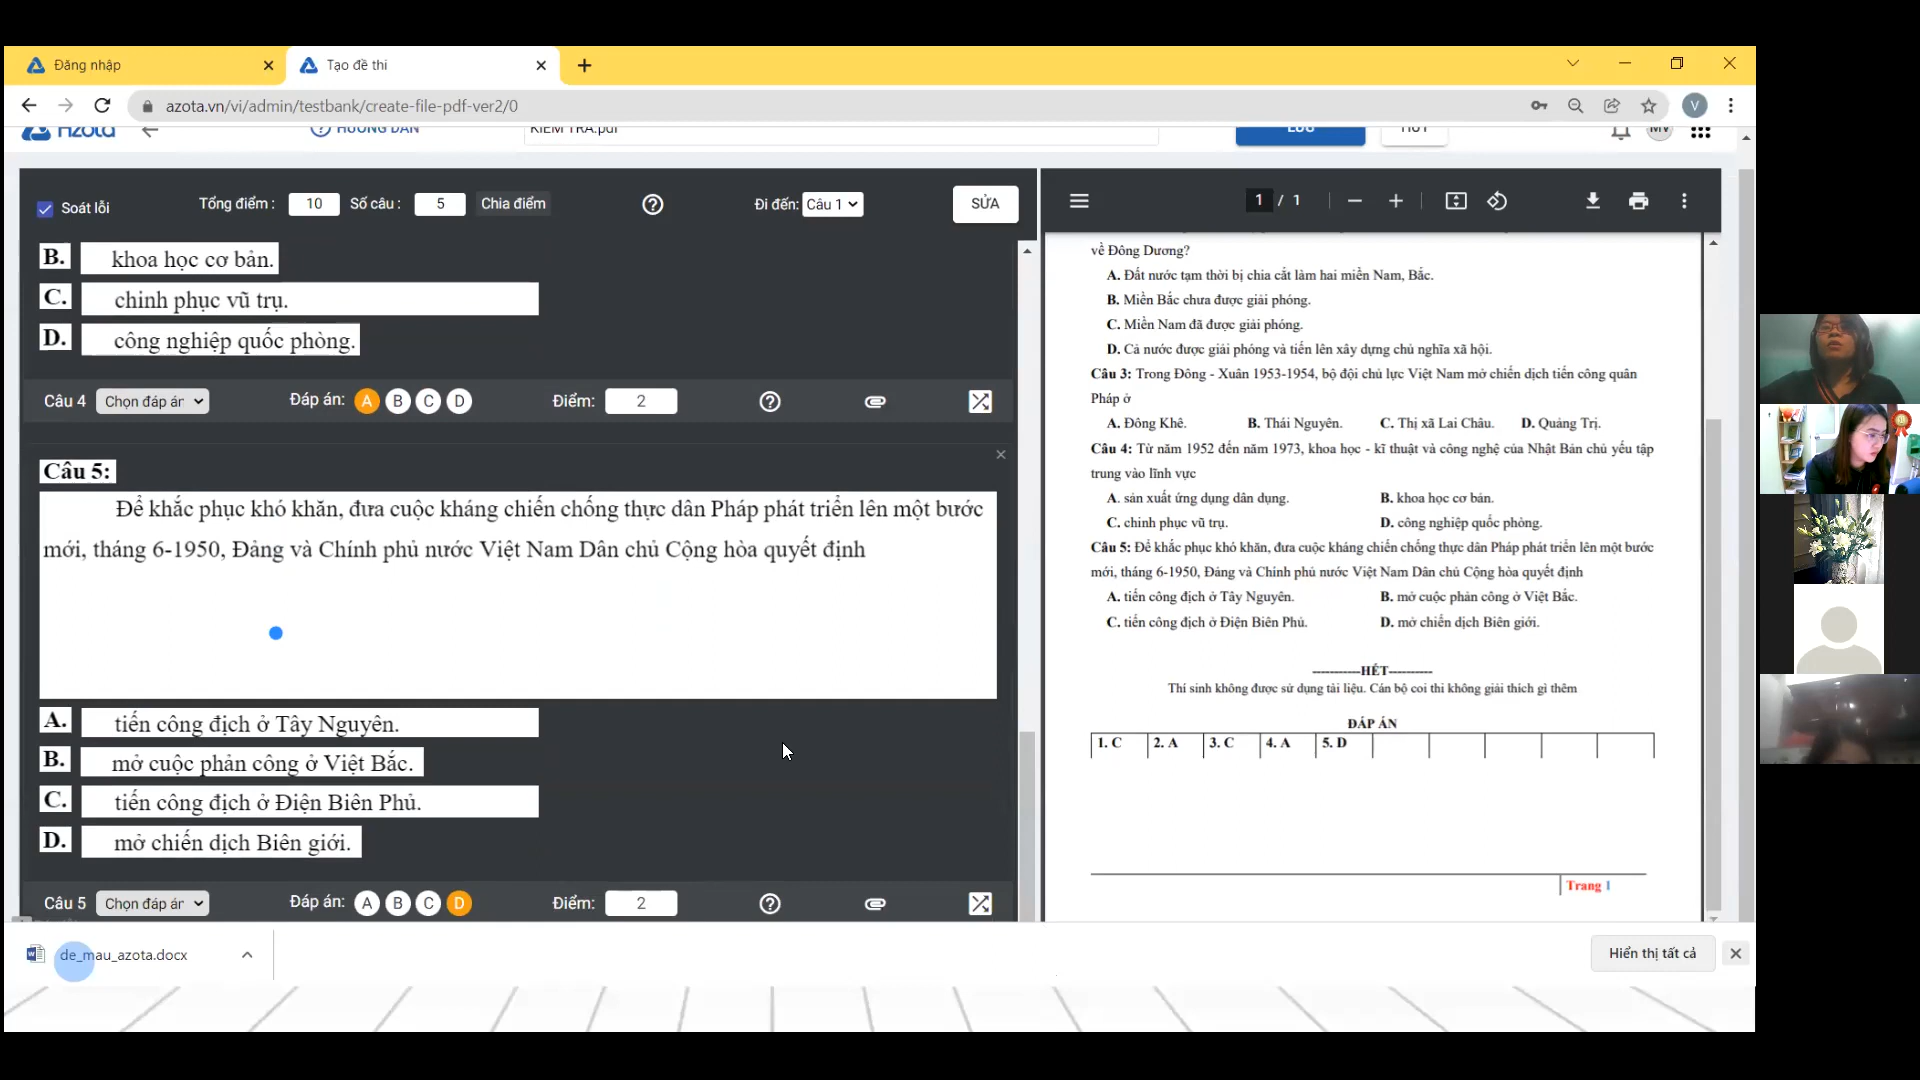 Đăng nhập
Tạo đề thi
azota.vn/vi/admin/testbank/create-file-pdf-ver2/0
Azota
HƯỚNG DẪN
KIEM TRA.pdf
LƯU
HỦY
MV
V
Soát lỗi
Tổng điểm :
10
Số câu :
5
Chia điểm
Đi đến:
Câu 1
SỬA
B. khoa học cơ bản.
C. chinh phục vũ trụ.
D. công nghiệp quốc phòng.
Câu 4
Chọn đáp án
Đáp án:
A B C D
Điểm:
2
Câu 5:
Để khắc phục khó khăn, đưa cuộc kháng chiến chống thực dân Pháp phát triển lên một bước
mới, tháng 6-1950, Đảng và Chính phủ nước Việt Nam Dân chủ Cộng hòa quyết định
A. tiến công địch ở Tây Nguyên.
B. mở cuộc phản công ở Việt Bắc.
C. tiến công địch ở Điện Biên Phủ.
D. mở chiến dịch Biên giới.
Câu 5
Chọn đáp án
Đáp án:
A B C D
Điểm:
2
1 / 1
về Đông Dương?
A. Đất nước tạm thời bị chia cắt làm hai miền Nam, Bắc.
B. Miền Bắc chưa được giải phóng.
C. Miền Nam đã được giải phóng.
D. Cả nước được giải phóng và tiến lên xây dựng chủ nghĩa xã hội.
Câu 3: Trong Đông - Xuân 1953-1954, bộ đội chủ lực Việt Nam mở chiến dịch tiến công quân
Pháp ở
A. Đông Khê. B. Thái Nguyên. C. Thị xã Lai Châu. D. Quảng Trị.
Câu 4: Từ năm 1952 đến năm 1973, khoa học - kĩ thuật và công nghệ của Nhật Bản chủ yếu tập
trung vào lĩnh vực
A. sản xuất ứng dụng dân dụng. B. khoa học cơ bản.
C. chinh phục vũ trụ. D. công nghiệp quốc phòng.
Câu 5: Để khắc phục khó khăn, đưa cuộc kháng chiến chống thực dân Pháp phát triển lên một bước
mới, tháng 6-1950, Đảng và Chính phủ nước Việt Nam Dân chủ Cộng hòa quyết định
A. tiến công địch ở Tây Nguyên. B. mở cuộc phản công ở Việt Bắc.
C. tiến công địch ở Điện Biên Phủ. D. mở chiến dịch Biên giới.
-----------HẾT----------
Thí sinh không được sử dụng tài liệu. Cán bộ coi thi không giải thích gì thêm
ĐÁP ÁN
1. C 2. A 3. C 4. A 5. D
Trang 1
de_mau_azota.docx
Hiển thị tất cả